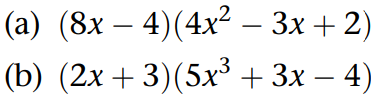 (a) (8x − 4)(4x² − 3x + 2)
(b) (2x + 3)(5x³ + 3x − 4)